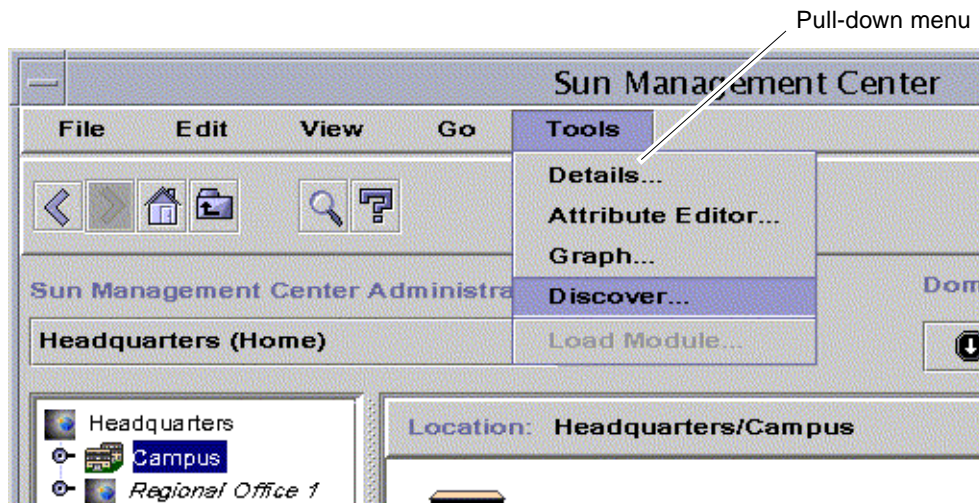 Pull-down menu
Sun Management Center
File Edit View Go Tools
Details...
Attribute Editor...
Graph...
Discover...
Load Module...
Sun Management Center Administra
Dom
Headquarters (Home)
Headquarters
Campus
Regional Office 1
Location: Headquarters/Campus